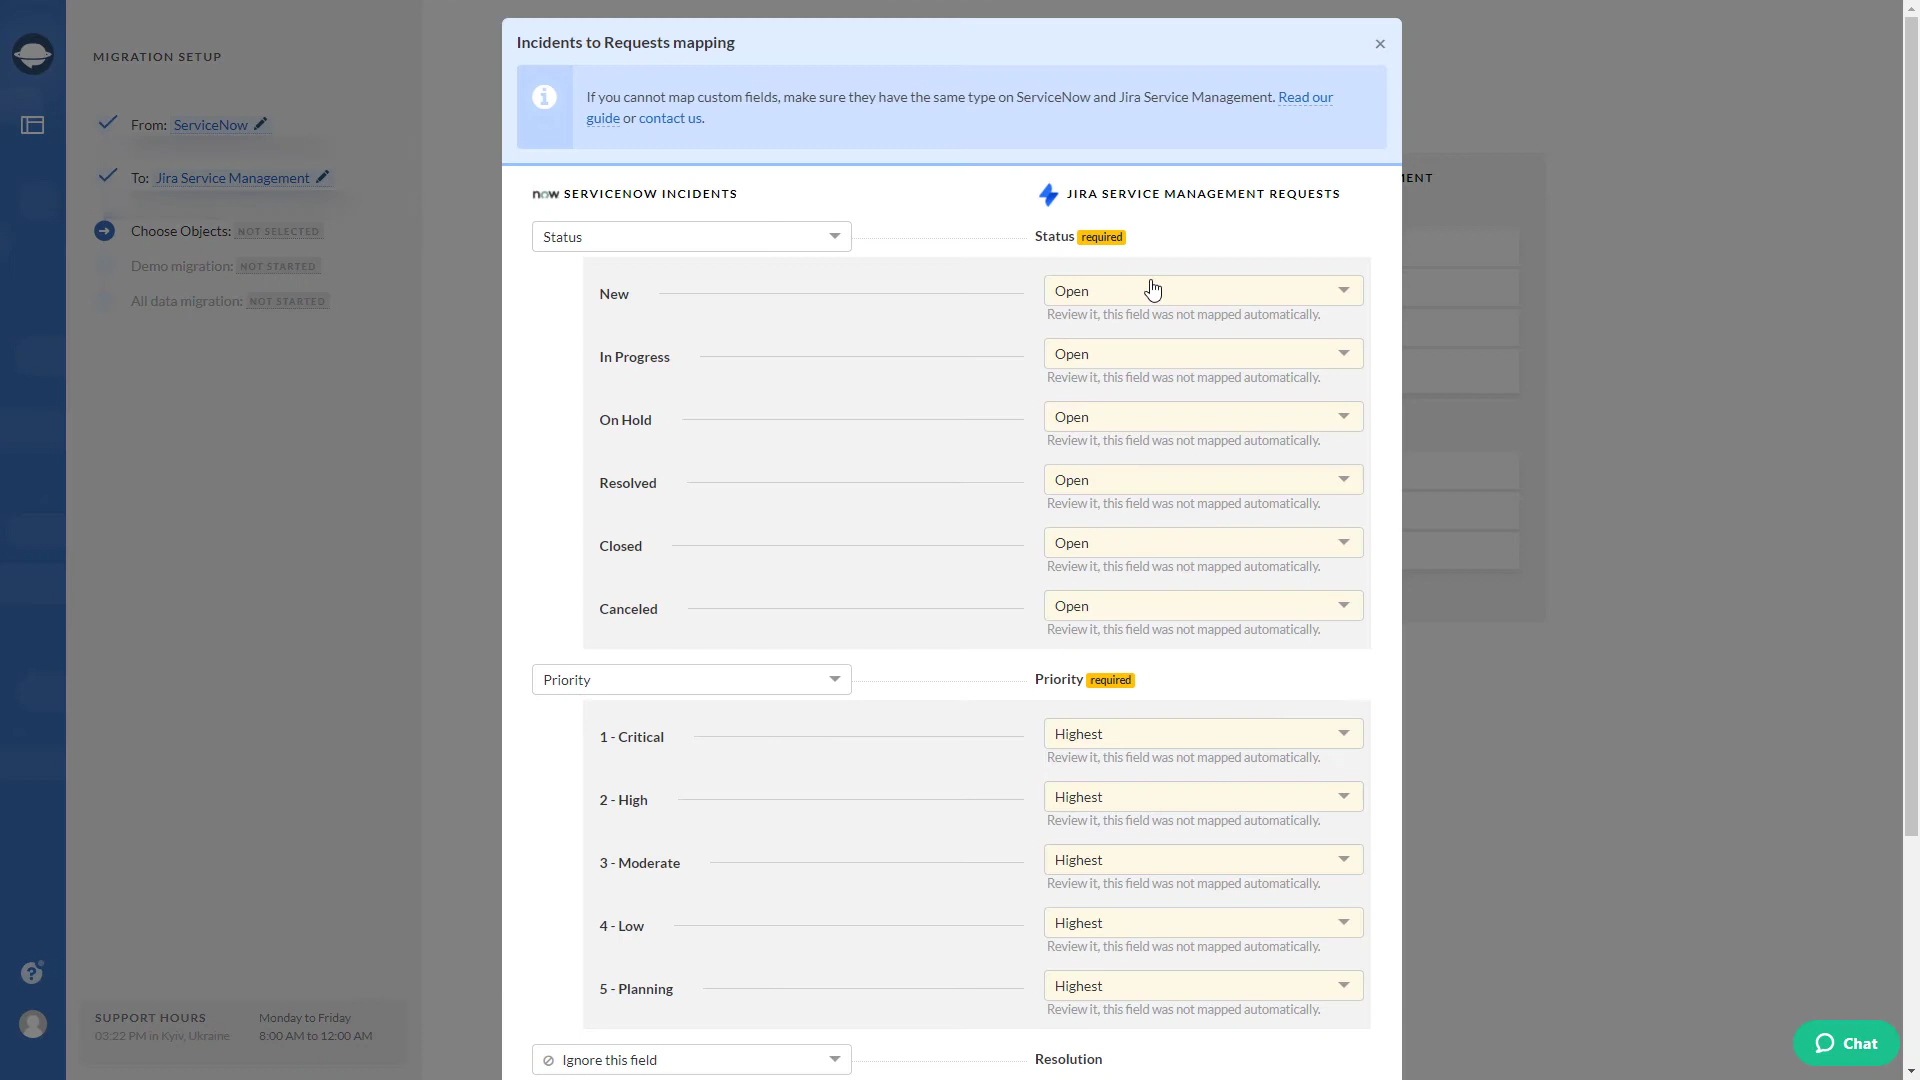 MIGRATION SETUP
From: ServiceNow
To: Jira Service Management
Choose Objects: NOT SELECTED
Demo migration: NOT STARTED
All data migration: NOT STARTED
SUPPORT HOURS
03:22 PM in Kyiv, Ukraine
Monday to Friday
8:00 AM to 12:00 AM
Incidents to Requests mapping
×
If you cannot map custom fields, make sure they have the same type on ServiceNow and Jira Service Management. Read our
guide or contact us.
now SERVICENOW INCIDENTS
JIRA SERVICE MANAGEMENT REQUESTS
Status
Status required
New
Open
Review it, this field was not mapped automatically.
In Progress
Open
Review it, this field was not mapped automatically.
On Hold
Open
Review it, this field was not mapped automatically.
Resolved
Open
Review it, this field was not mapped automatically.
Closed
Open
Review it, this field was not mapped automatically.
Canceled
Open
Review it, this field was not mapped automatically.
Priority
Priority required
1 - Critical
Highest
Review it, this field was not mapped automatically.
2 - High
Highest
Review it, this field was not mapped automatically.
3 - Moderate
Highest
Review it, this field was not mapped automatically.
4 - Low
Highest
Review it, this field was not mapped automatically.
5 - Planning
Highest
Review it, this field was not mapped automatically.
Ignore this field
Resolution
MENT
Chat